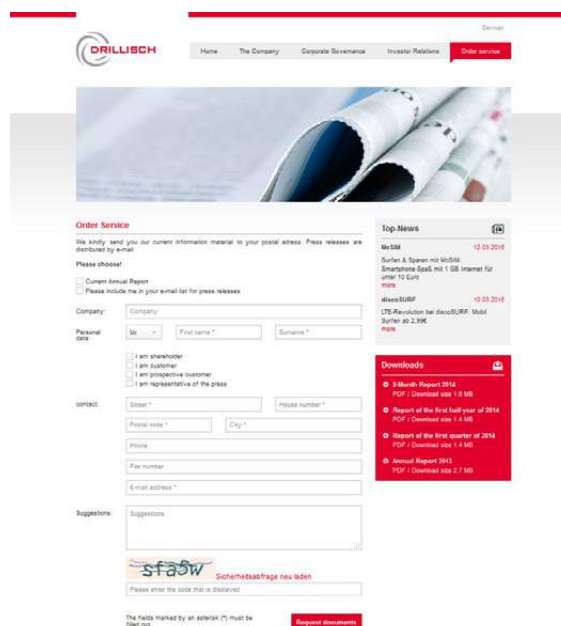 German
DRILLISCH
Home The Company Corporate Governance Investor Relations Order service
Order Service
We kindly send you our current information material to your postal adress. Press releases are
distributed by e-mail
Please choose!
Current Annual Report
Please include me in your e-mail list for press releases
Company: Company
Personal data: Mr. First name * Surname *
I am shareholder
I am customer
I am prospective customer
I am representative of the press
contact: Street * House number *
Postal code * City *
Phone
Fax number
E-mail address *
Suggestions: Suggestions
Sicherheitsabfrage neu laden
Please enter the code that is displayed
The fields marked by an asterisk (*) must be
filled out.
Request documents
Top-News
McSIM 12.03.2015
Surfen & Sparen mit McSIM:
Smartphone-Spaß mit 1 GB Internet für
unter 10 Euro
more
discoSURF 10.03.2015
LTE-Revolution bei discoSURF: Mobil
Surfen ab 2,99€
more
Downloads
9-Month Report 2014
PDF / Download size 1.8 MB
Report of the first half year of 2014
PDF / Download size 1.4 MB
Report of the first quarter of 2014
PDF / Download size 1.4 MB
Annual Report 2013
PDF / Download size 2.7 MB